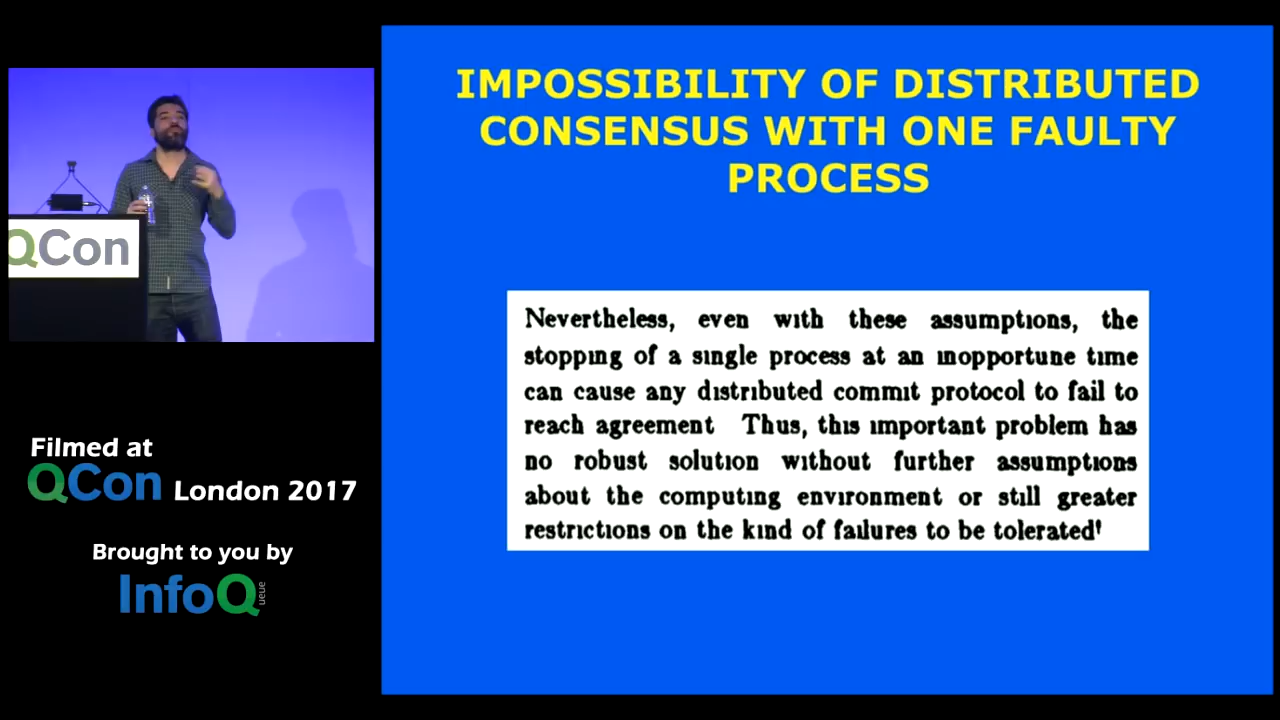 QCon
Filmed at
QCon London 2017
Brought to you by
InfoQ
ueue
IMPOSSIBILITY OF DISTRIBUTED
CONSENSUS WITH ONE FAULTY
PROCESS
Nevertheless, even with these assumptions, the
stopping of a single process at an inopportune time
can cause any distributed commit protocol to fail to
reach agreement Thus, this important problem has
no robust solution without further assumptions
about the computing environment or still greater
restrictions on the kind of failures to be tolerated!